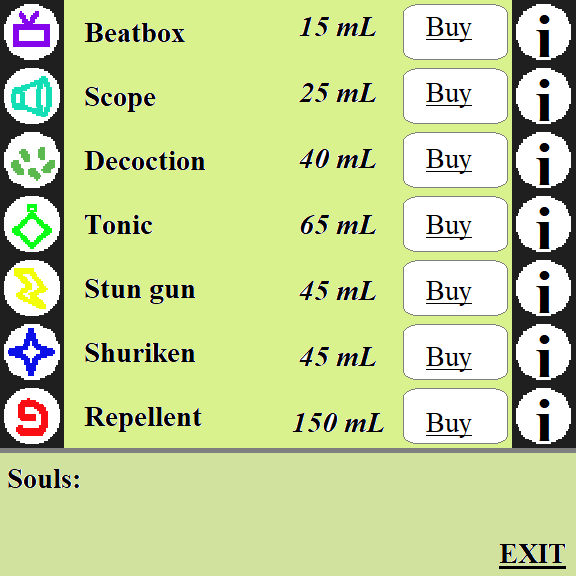 Beatbox 15 mL Buy i
Scope 25 mL Buy i
Decoction 40 mL Buy i
Tonic 65 mL Buy i
Stun gun 45 mL Buy i
Shuriken 45 mL Buy i
Repellent 150 mL Buy i
Souls:
EXIT